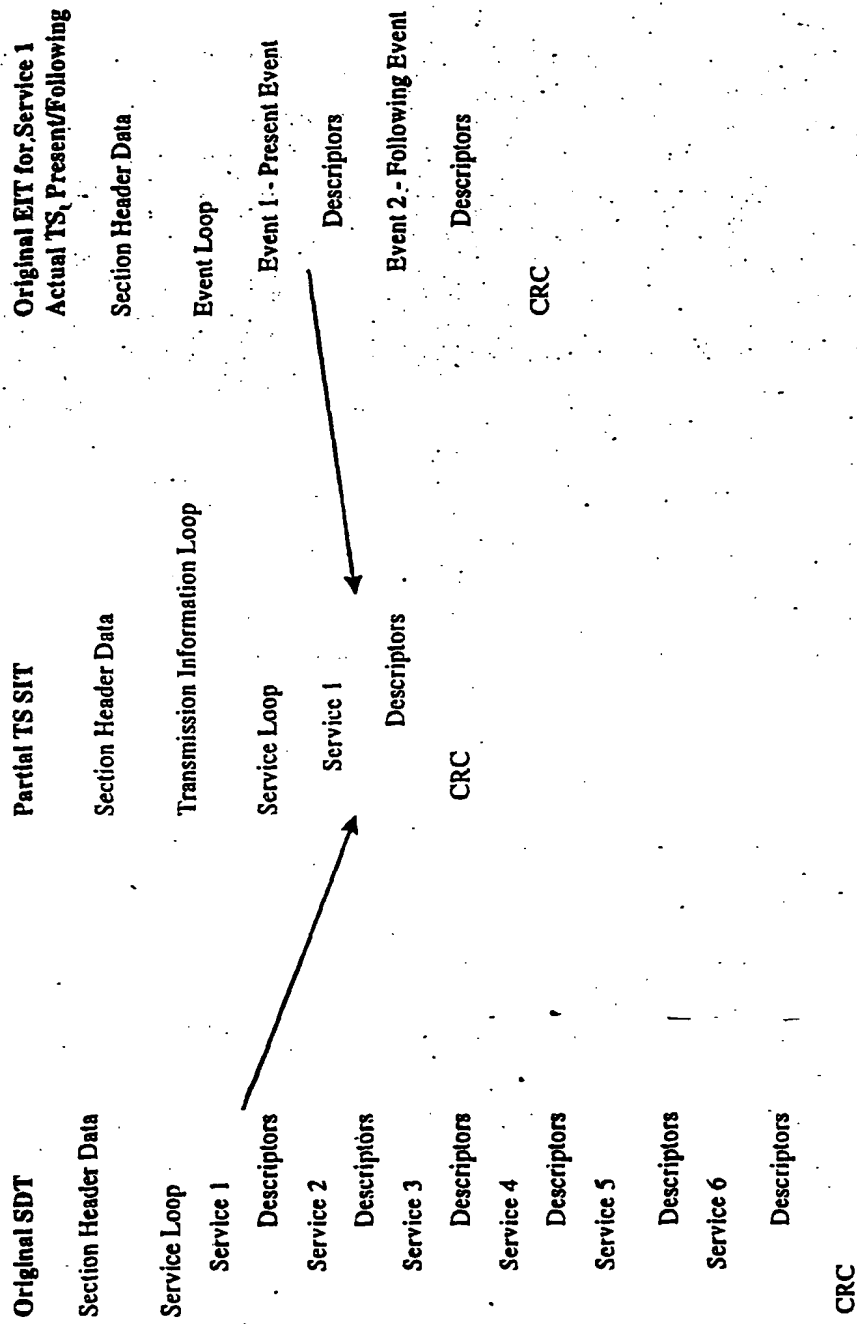 Original SDT
Section Header Data
Service Loop
Service 1
Descriptors
Service 2
Descriptors
Service 3
Descriptors
Service 4
Descriptors
Service 5
Descriptors
Service 6
Descriptors
CRC
Partial TS SIT
Section Header Data
Transmission Information Loop
Service Loop
Service 1
Descriptors
CRC
Original EIT for Service 1
Actual TS, Present/Following
Section Header Data
Event Loop
Event 1 - Present Event
Descriptors
Event 2 - Following Event
Descriptors
CRC